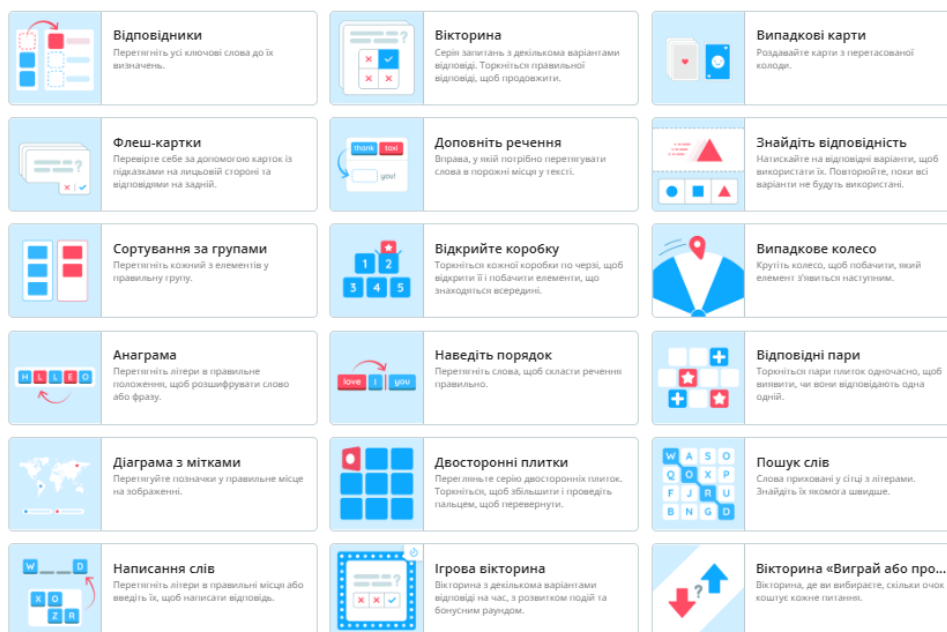 Відповідники
Перетягніть усі ключові слова до їх
визначень.
Вікторина
Серія запитань з декількома варіантами
відповіді. Торкніться правильної
відповіді, щоб продовжити.
Випадкові карти
Роздавайте карти з перетасованої
колоди.
Флеш-картки
Перевірте себе за допомогою карток із
підказками на лицьовій стороні та
відповідями на задній.
thank taxi
you!
Доповніть речення
Вправа, у якій потрібно перетягувати
слова в порожні місця у тексті.
Знайдіть відповідність
Натискайте на відповідні варіанти, щоб
використати їх. Повторюйте, поки всі
варіанти не будуть використані.
Сортування за групами
Перетягніть кожний з елементів у
правильну групу.
1 2
3 4 5
Відкрийте коробку
Торкніться кожної коробки по черзі, щоб
відкрити її і побачити елементи, що
знаходяться всередині.
Випадкове колесо
Крутіть колесо, щоб побачити, який
елемент з'явиться наступним.
H L L E O
Анаграма
Перетягніть літери в правильне
положення, щоб розшифрувати слово
або фразу.
love I you
Наведіть порядок
Перетягніть слова, щоб скласти речення
правильно.
Відповідні пари
Торкніться пари плиток одночасно, щоб
виявити, чи вони відповідають одна
одній.
Діаграма з мітками
Перетягуйте позначки у правильне місце
на зображенні.
Двосторонні плитки
Перегляньте серію двосторонніх плиток.
Торкніться, щоб збільшити і проведіть
пальцем, щоб перевернути.
W A S O
Q O X P
F J R U
B N G D
Пошук слів
Слова приховані у сітці з літерами.
Знайдіть їх якомога швидше.
W _ _ D
X O
Z R
Написання слів
Перетягніть літери в правильні місця або
введіть їх, щоб написати відповідь.
Ігрова вікторина
Вікторина з декількома варіантами
відповіді на час, з розвитком подій та
бонусним раундом.
Вікторина «Виграй або про...
Вікторина, де ви вибираєте, скільки очок
коштує кожне питання.